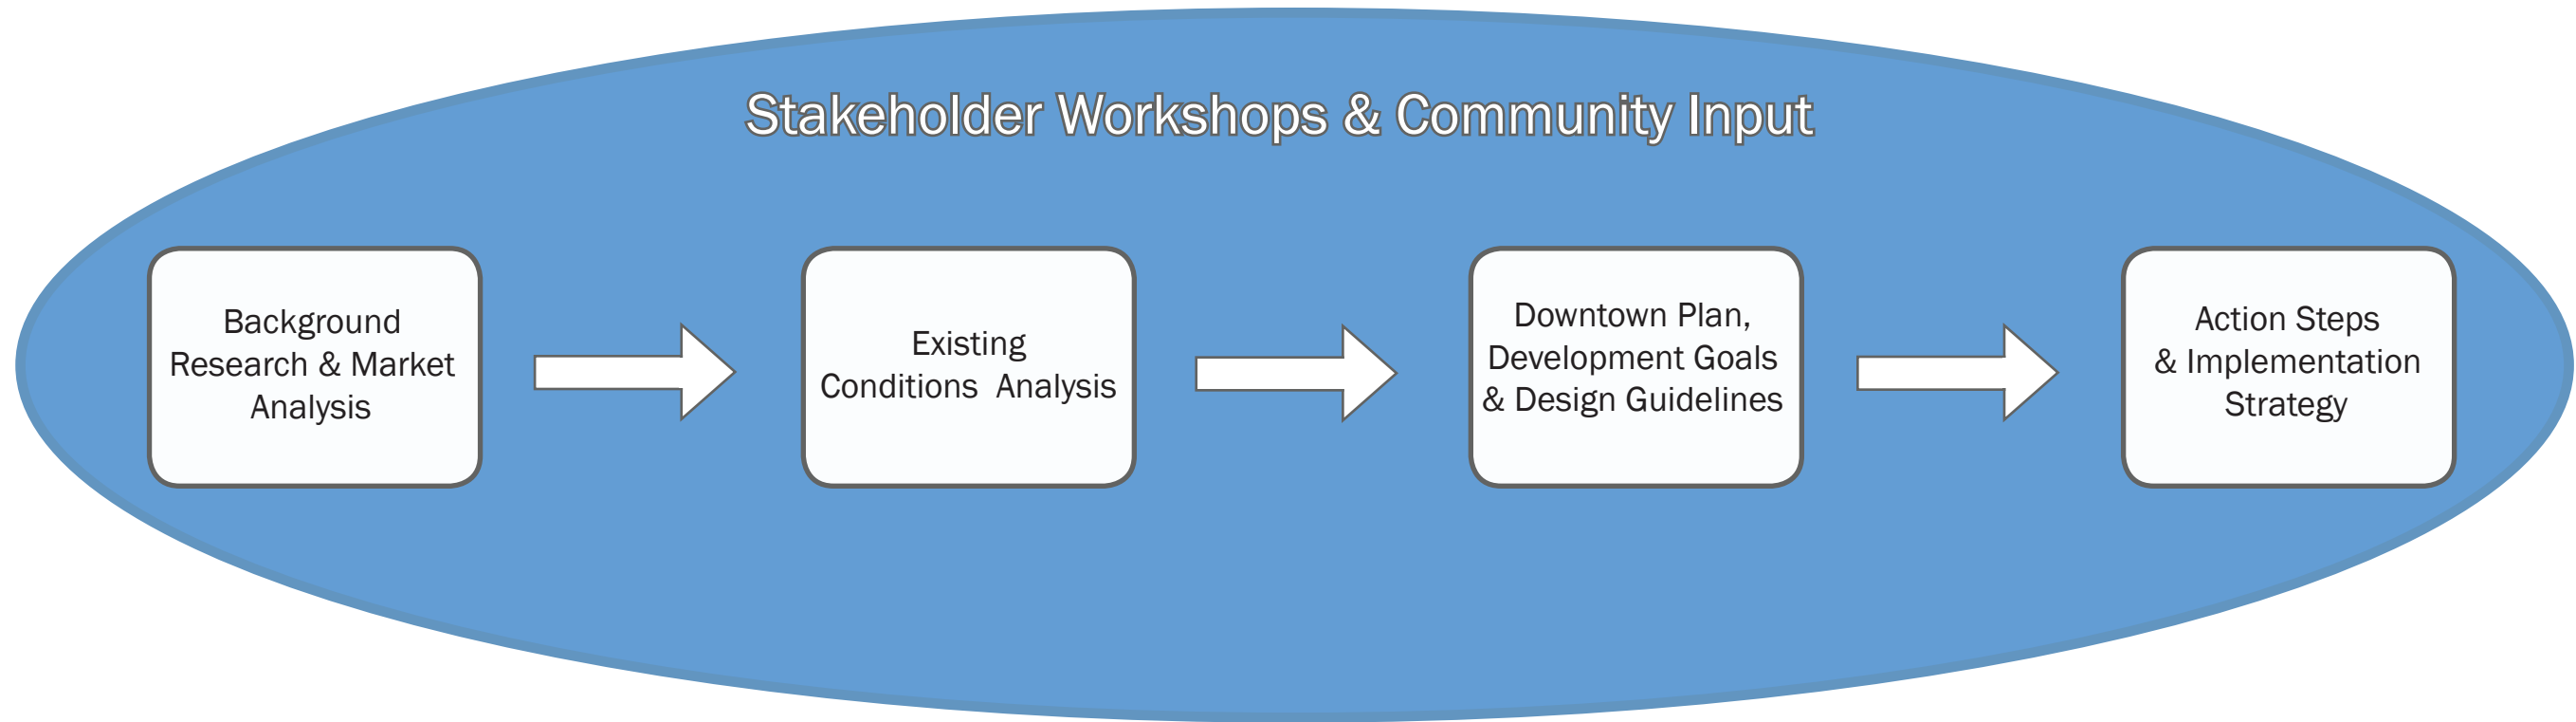 Stakeholder Workshops & Community Input
Background
Research & Market
Analysis
Existing
Conditions  Analysis
Downtown Plan,
Development Goals
& Design Guidelines
Action Steps
& Implementation
Strategy